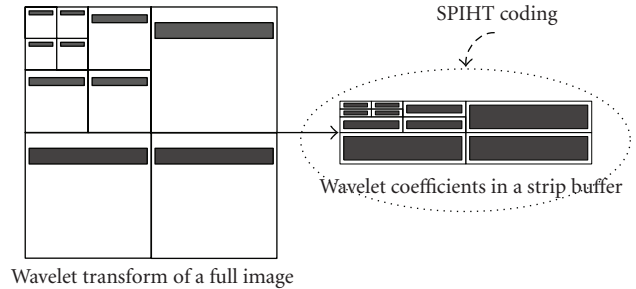 SPIHT coding
Wavelet coefficients in a strip buffer
Wavelet transform of a full image